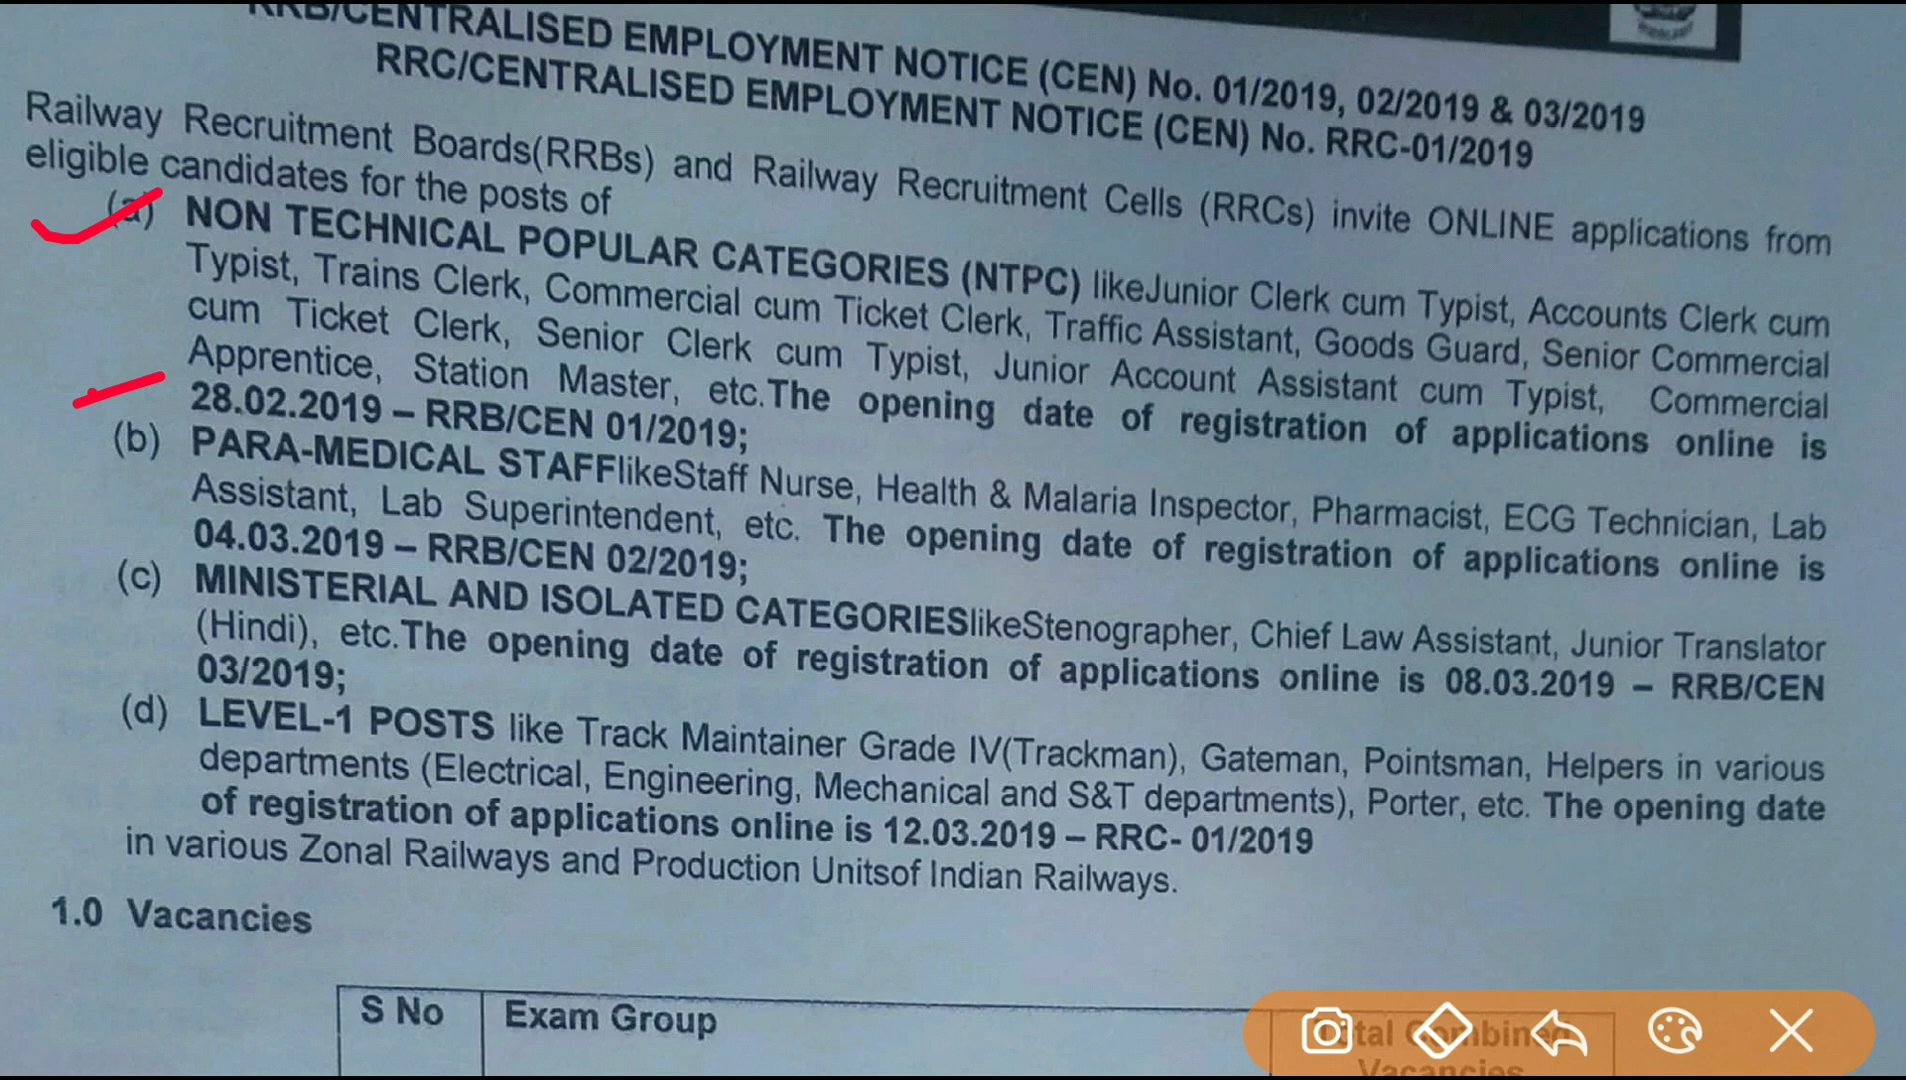 RRB/CENTRALISED EMPLOYMENT NOTICE (CEN) No. 01/2019, 02/2019 & 03/2019
RRC/CENTRALISED EMPLOYMENT NOTICE (CEN) No. RRC-01/2019
Railway Recruitment Boards(RRBs) and Railway Recruitment Cells (RRCs) invite ONLINE applications from
eligible candidates for the posts of
(a) NON TECHNICAL POPULAR CATEGORIES (NTPC) likeJunior Clerk cum Typist, Accounts Clerk cum
Typist, Trains Clerk, Commercial cum Ticket Clerk, Traffic Assistant, Goods Guard, Senior Commercial
cum Ticket Clerk, Senior Clerk cum Typist, Junior Account Assistant cum Typist, Commercial
Apprentice, Station Master, etc.The opening date of registration of applications online is
28.02.2019 – RRB/CEN 01/2019;
(b) PARA-MEDICAL STAFFlikeStaff Nurse, Health & Malaria Inspector, Pharmacist, ECG Technician, Lab
Assistant, Lab Superintendent, etc. The opening date of registration of applications online is
04.03.2019 – RRB/CEN 02/2019;
(c) MINISTERIAL AND ISOLATED CATEGORIESlikeStenographer, Chief Law Assistant, Junior Translator
(Hindi), etc.The opening date of registration of applications online is 08.03.2019 – RRB/CEN
03/2019;
(d) LEVEL-1 POSTS like Track Maintainer Grade IV(Trackman), Gateman, Pointsman, Helpers in various
departments (Electrical, Engineering, Mechanical and S&T departments), Porter, etc. The opening date
of registration of applications online is 12.03.2019 – RRC- 01/2019
in various Zonal Railways and Production Unitsof Indian Railways.
1.0 Vacancies
S No Exam Group Total Combined
Vacancies